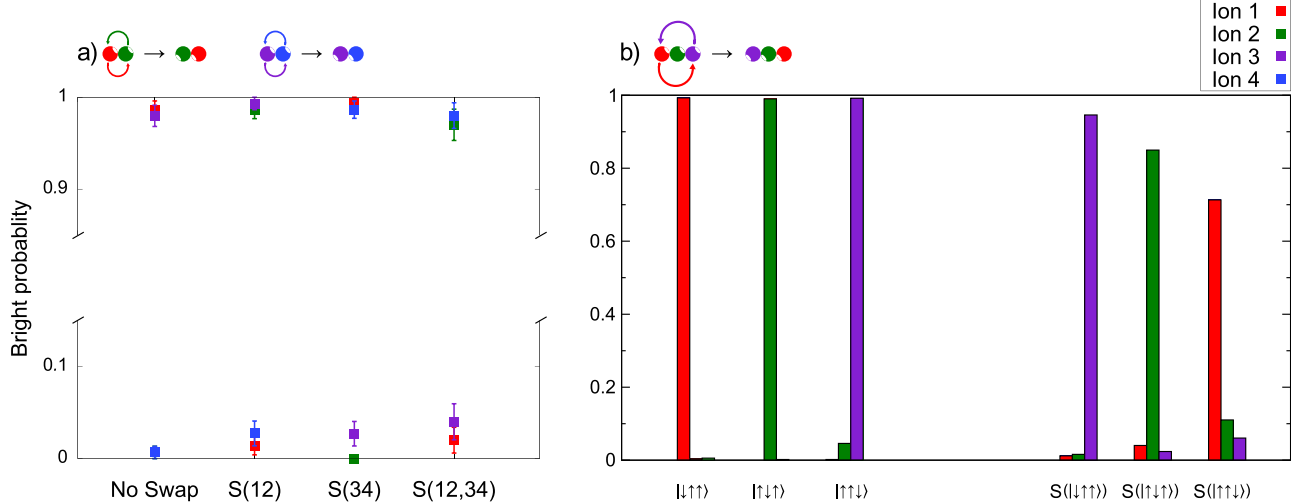 a) → →
b) →
Ion 1
Ion 2
Ion 3
Ion 4
Bright probablity
1
0.9
0.1
0
No Swap S(12) S(34) S(12,34)
1
0.8
0.6
0.4
0.2
0
|↓↑↑⟩ |↑↓↑⟩ |↑↑↓⟩ S(|↓↑↑⟩) S(|↑↓↑⟩) S(|↑↑↓⟩)